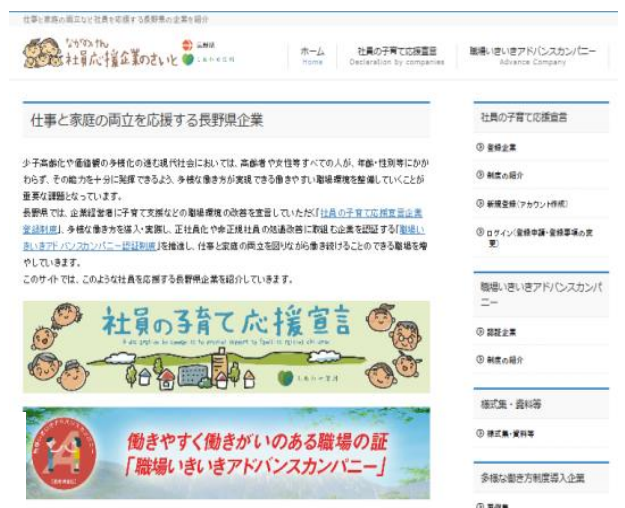 仕事と家庭の両立など社員を応援する長野県の企業を紹介
ながのけん
社員応援企業のさいと
長野県
しあわせ信州
ホーム
Home
社員の子育て応援宣言
Declaration by companies
職場いきいきアドバンスカンパニー
Advance Company
仕事と家庭の両立を応援する長野県企業
少子高齢化や価値観の多様化の進む現代社会においては、高齢者や女性等すべての人が、年齢・性別等にかか
わらず、その能力を十分に発揮できるよう、多様な働き方が実現できる働きやすい職場環境を整備していくことが
重要な課題となっています。
長野県では、企業経営者に子育て支援などの職場環境の改善を宣言していただく「社員の子育て応援宣言企業
登録制度」、多様な働き方を導入・実施し、正社員化や非正規社員の処遇改善に取組む企業を認証する「職場い
きいきアドバンスカンパニー認証制度」を推進し、仕事と家庭の両立を図りながら働き続けることのできる職場を増
やしていきます。
このサイトでは、このような社員を応援する長野県企業を紹介していきます。
社員の子育て応援宣言
しあわせ信州
働きやすく働きがいのある職場の証
「職場いきいきアドバンスカンパニー」
社員の子育て応援宣言
登録企業
制度の紹介
新規登録(アカウント作成)
ログイン(登録申請・登録事項の変
更)
職場いきいきアドバンスカンパ
ニー
認証企業
制度の紹介
様式集・資料等
様式集・資料等
多様な働き方制度導入企業